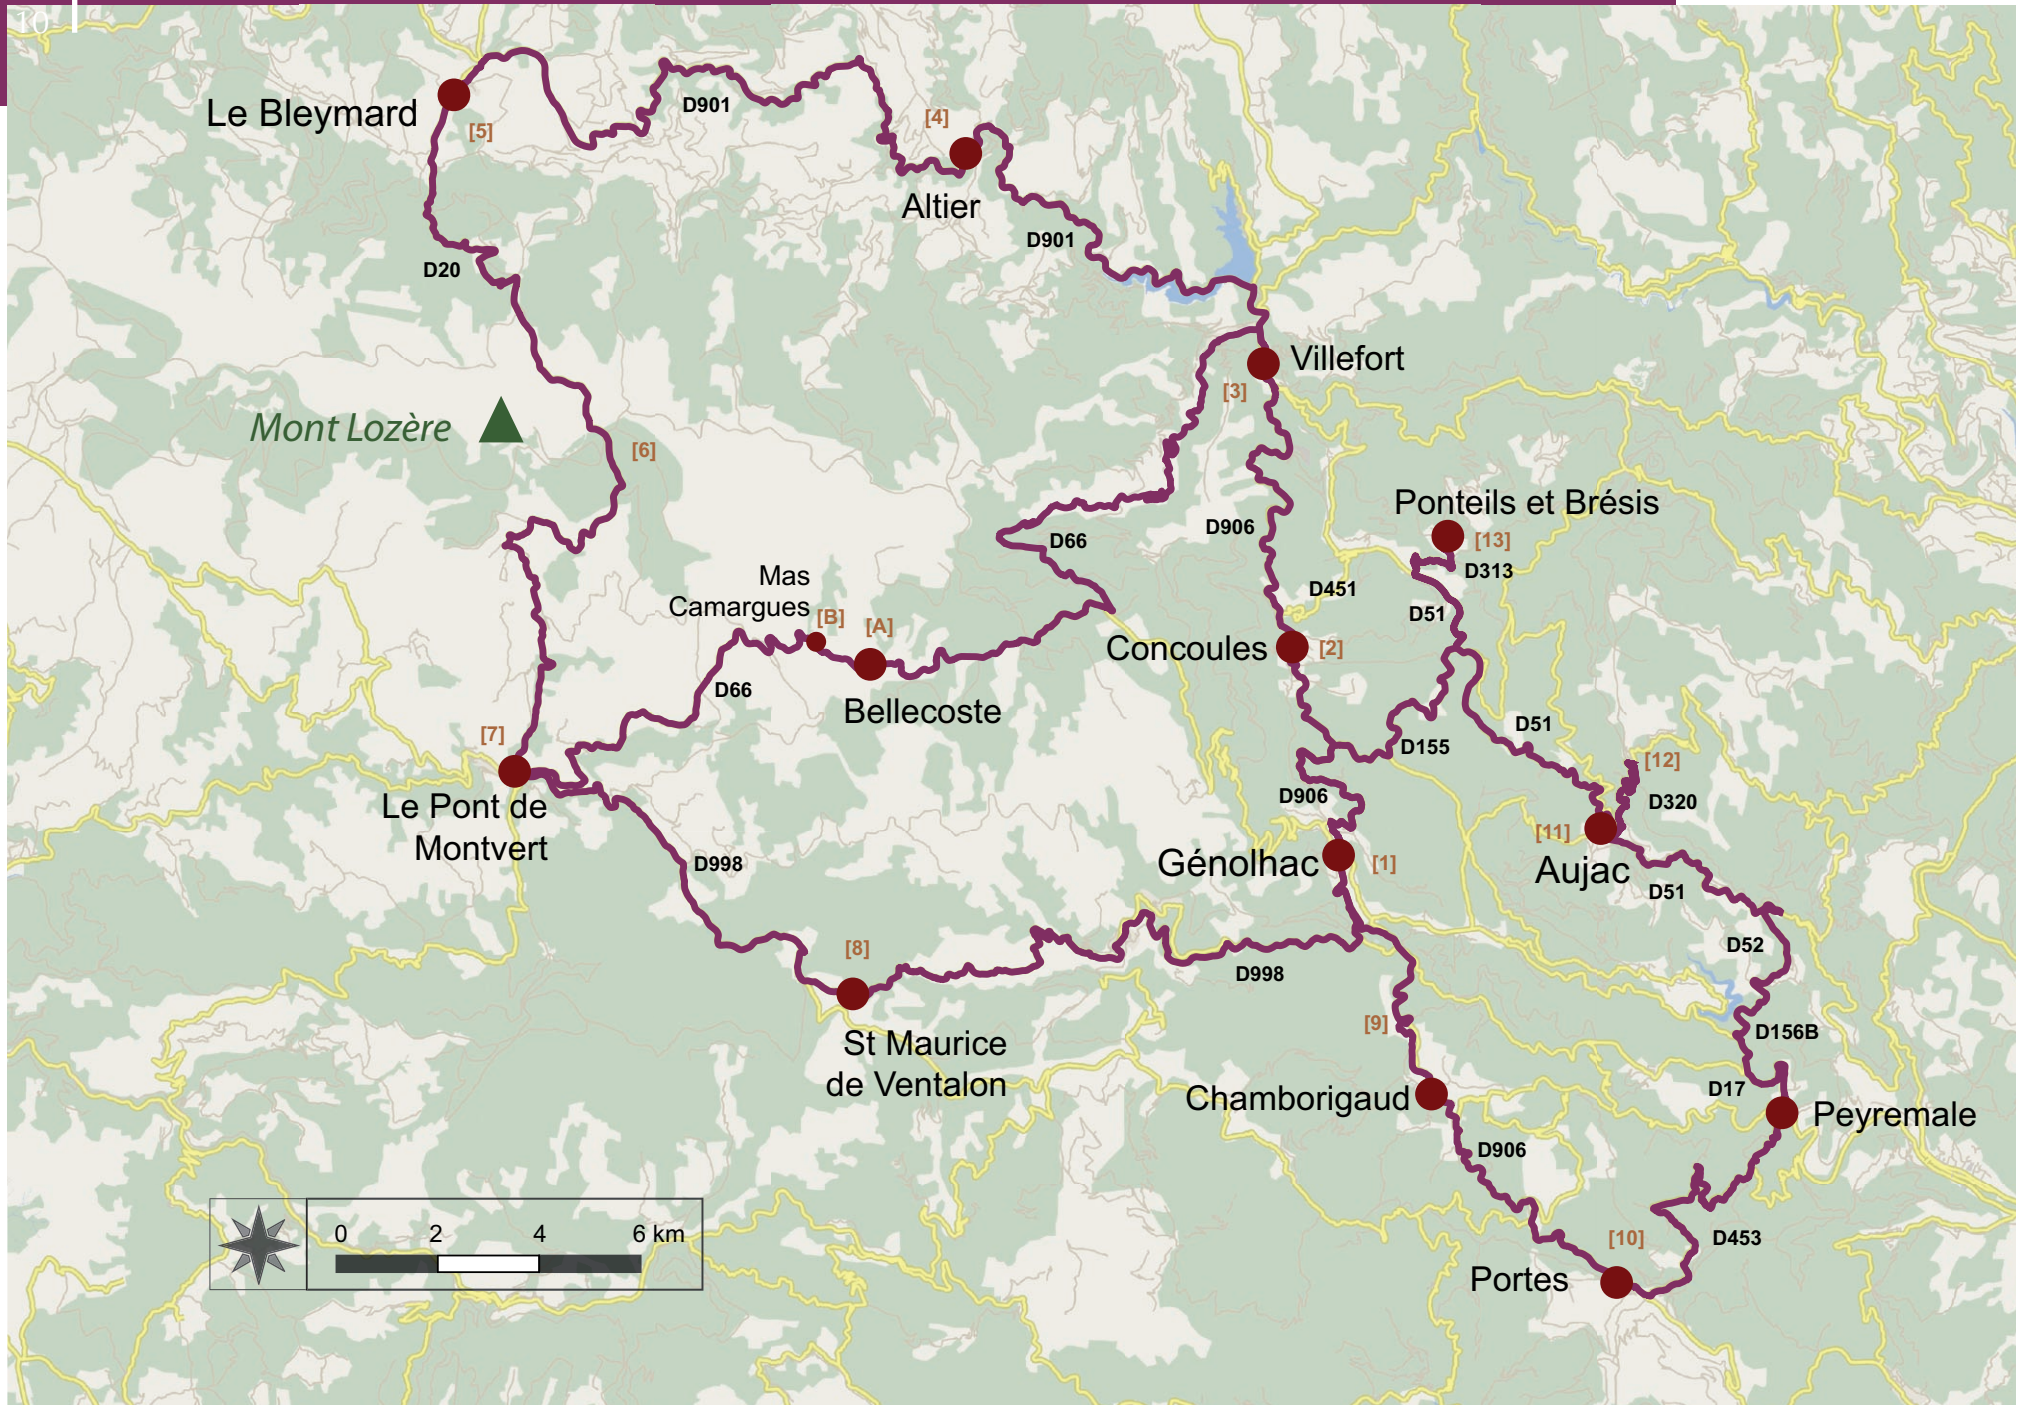 10
Le Bleymard
[5]
D901
[4]
Altier
D901
D20
Villefort
[3]
Mont Lozère
[6]
Ponteils et Brésis
[13]
D313
D906
D66
D451
D51
Mas
Camargues
[B]
[A]
Concoules
[2]
D66
Bellecoste
D51
D155
[7]
[12]
D320
Le Pont de
Montvert
D906
[11]
Aujac
Génolhac
[1]
D998
D51
[8]
D52
D998
St Maurice
de Ventalon
[9]
D156B
Chamborigaud
D17
Peyremale
D906
[10]
D453
Portes
0 2 4 6 km